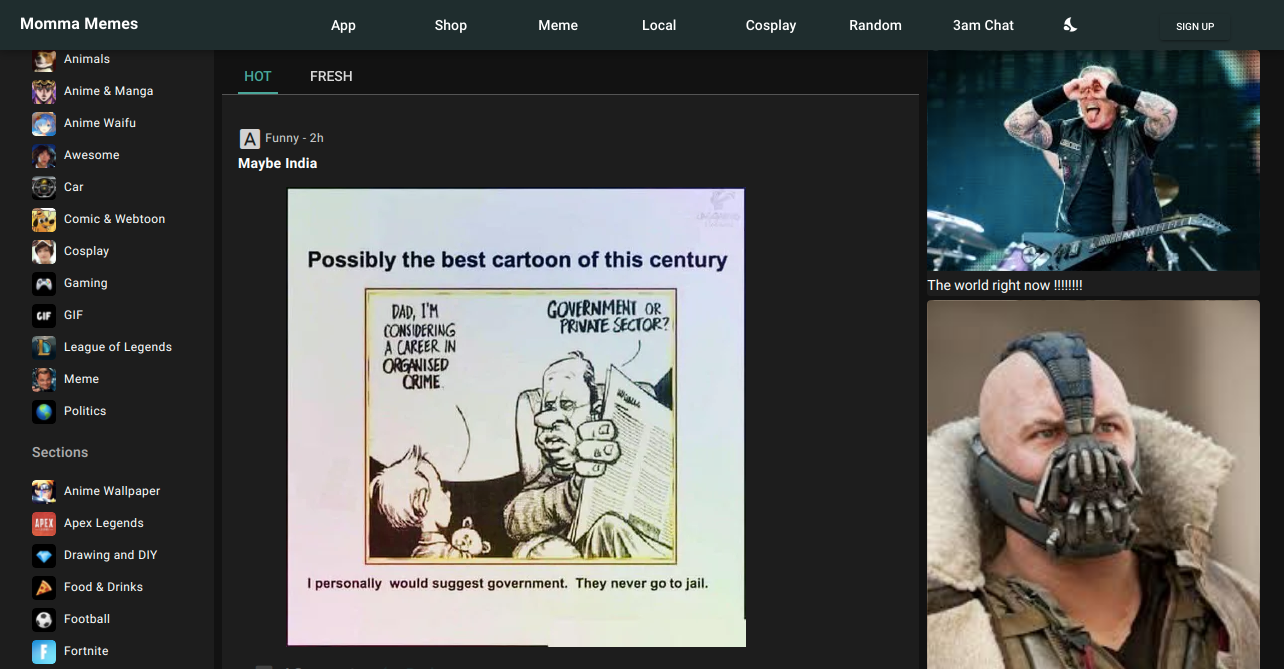 Momma Memes
App
Shop
Meme
Local
Cosplay
Random
3am Chat
SIGN UP
Animals
Anime & Manga
Anime Waifu
Awesome
Car
Comic & Webtoon
Cosplay
Gaming
GIF
GIF
League of Legends
Meme
Politics
Sections
Anime Wallpaper
APEX
Apex Legends
Drawing and DIY
Food & Drinks
Football
Fortnite
HOT
FRESH
A
Funny - 2h
Maybe India
Possibly the best cartoon of this century
DAD, I'M
CONSIDERING
A CAREER IN
ORGANISED
CRIME.
GOVERNMENT OR
PRIVATE SECTOR?
I personally would suggest government. They never go to jail.
The world right now !!!!!!!!